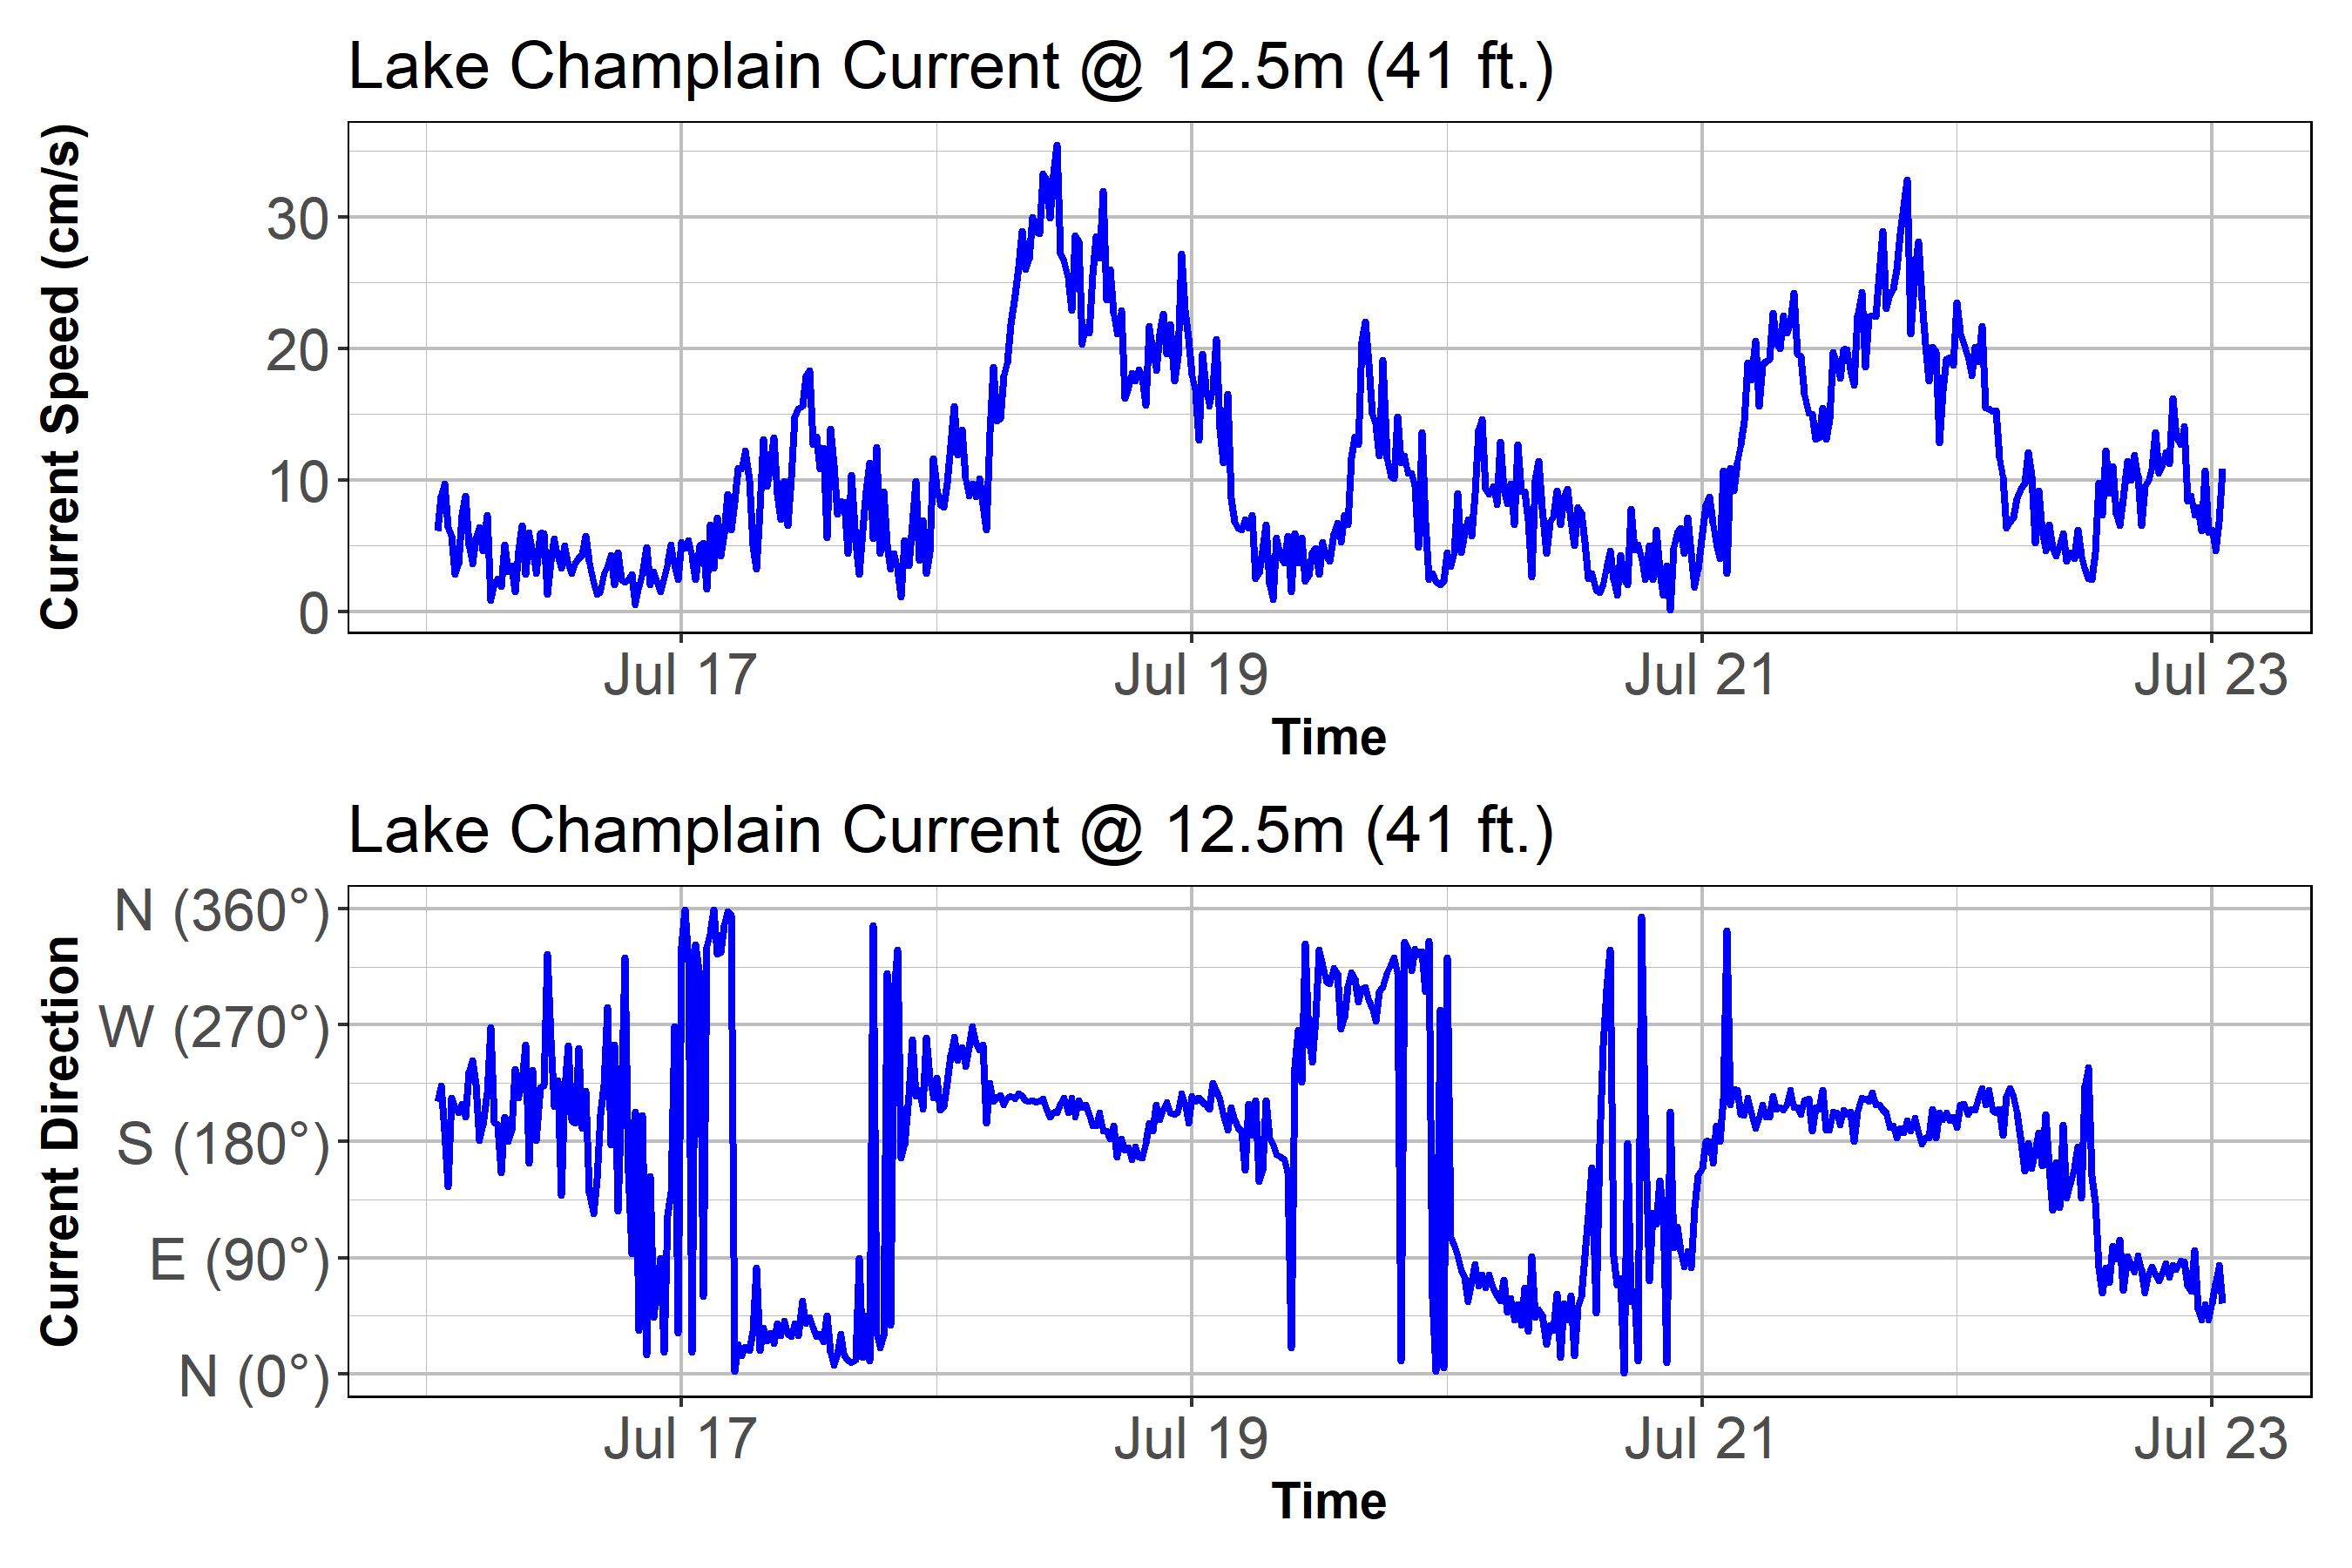 Lake Champlain Current @ 12.5m (41 ft.)
Current Speed (cm/s)
30
20
10
0
Jul 17 Jul 19 Jul 21 Jul 23
Time
Lake Champlain Current @ 12.5m (41 ft.)
Current Direction
N (360°)
W (270°)
S (180°)
E (90°)
N (0°)
Jul 17 Jul 19 Jul 21 Jul 23
Time